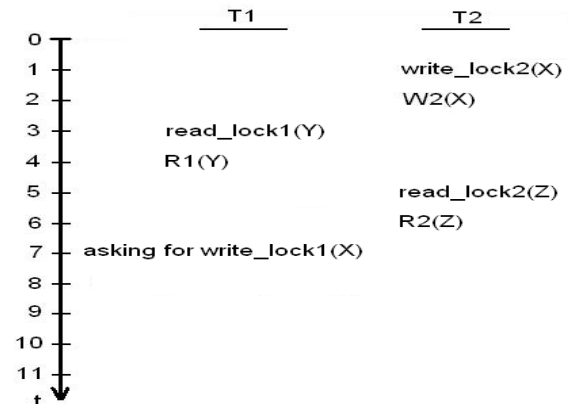 T1 T2
0
1 write_lock2(X)
2 W2(X)
3 read_lock1(Y)
4 R1(Y)
5 read_lock2(Z)
6 R2(Z)
7 asking for write_lock1(X)
8
9
10
11
t